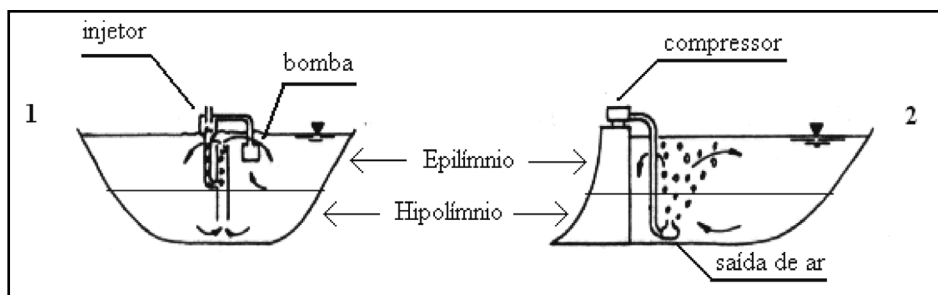 injetor
compressor
bomba
1
2
Epilímnio
Hipolímnio
saída de ar